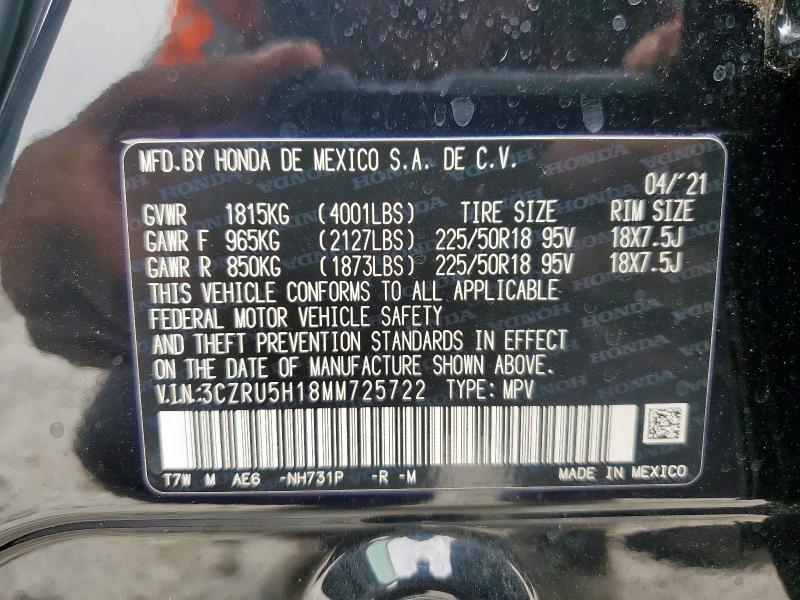 MFD.BY HONDA DE MEXICO S.A. DE C.V.
04/'21
GVWR 1815KG (4001LBS) TIRE SIZE RIM SIZE
GAWR F 965KG (2127LBS) 225/50R18 95V 18X7.5J
GAWR R 850KG (1873LBS) 225/50R18 95V 18X7.5J
THIS VEHICLE CONFORMS TO ALL APPLICABLE
FEDERAL MOTOR VEHICLE SAFETY
AND THEFT PREVENTION STANDARDS IN EFFECT
ON THE DATE OF MANUFACTURE SHOWN ABOVE.
V.I.N.:3CZRU5H18MM725722 TYPE: MPV
T7W M AE6 -NH731P -R -M MADE IN MEXICO